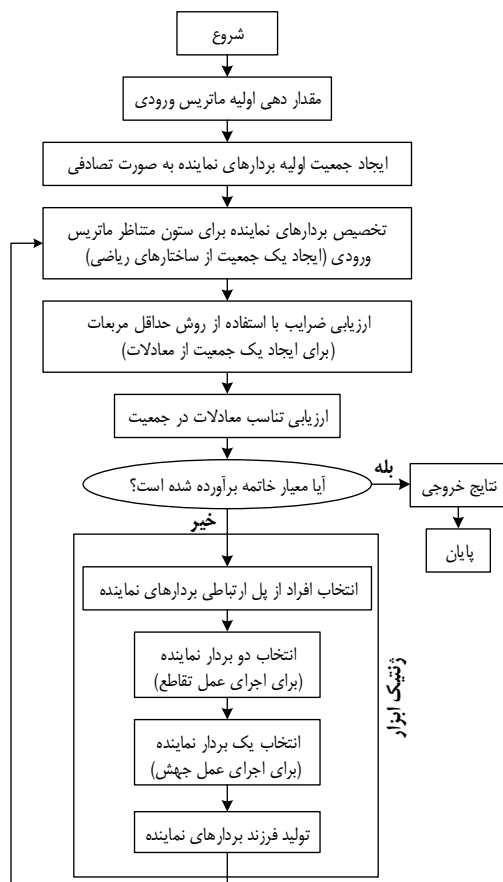 شروع
مقدار دهی اولیه ماتریس ورودی
ایجاد جمعیت اولیه بردارهای نماینده به صورت تصادفی
تخصیص بردارهای نماینده برای ستون متناظر ماتریس
ورودی (ایجاد یک جمعیت از ساختارهای ریاضی)
ارزیابی ضرایب با استفاده از روش حداقل مربعات
(برای ایجاد یک جمعیت از معادلات)
ارزیابی تناسب معادلات در جمعیت
آیا معیار خاتمه برآورده شده است؟
بله
نتایج خروجی
پایان
خیر
انتخاب افراد از پل ارتباطی بردارهای نماینده
انتخاب دو بردار نماینده
(برای اجرای عمل تقاطع)
انتخاب یک بردار نماینده
(برای اجرای عمل جهش)
تولید فرزند بردارهای نماینده
ژنتیک ابزار